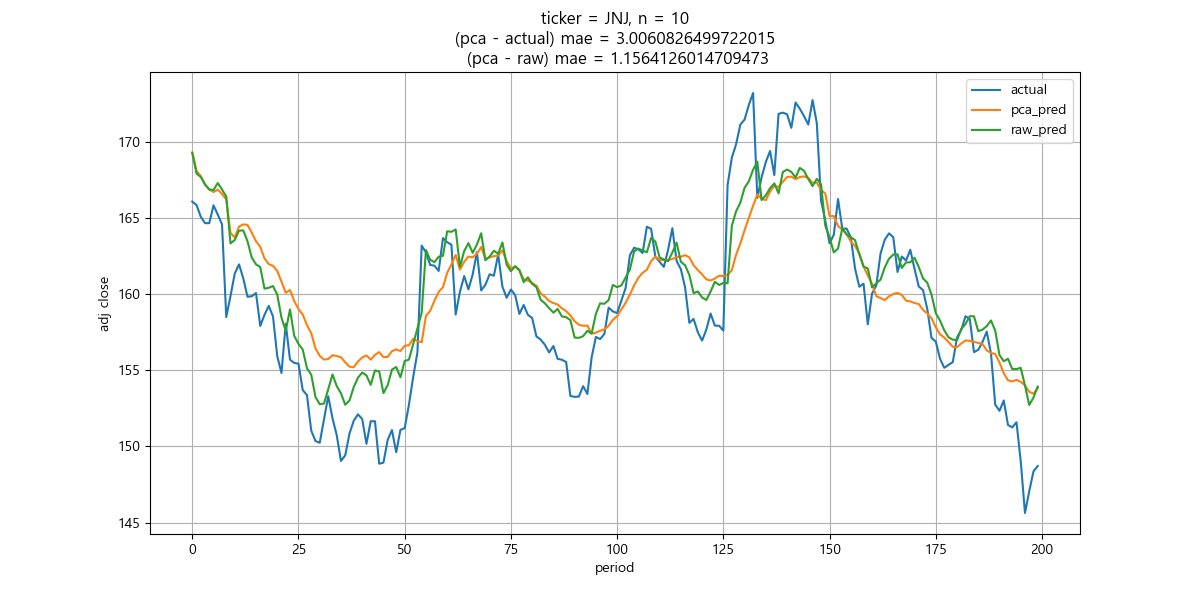 ticker = JNJ, n = 10
(pca - actual) mae = 3.0060826499722015
(pca - raw) mae = 1.1564126014709473
actual
pca_pred
raw_pred
170
165
160
155
150
145
adj close
0 25 50 75 100 125 150 175 200
period